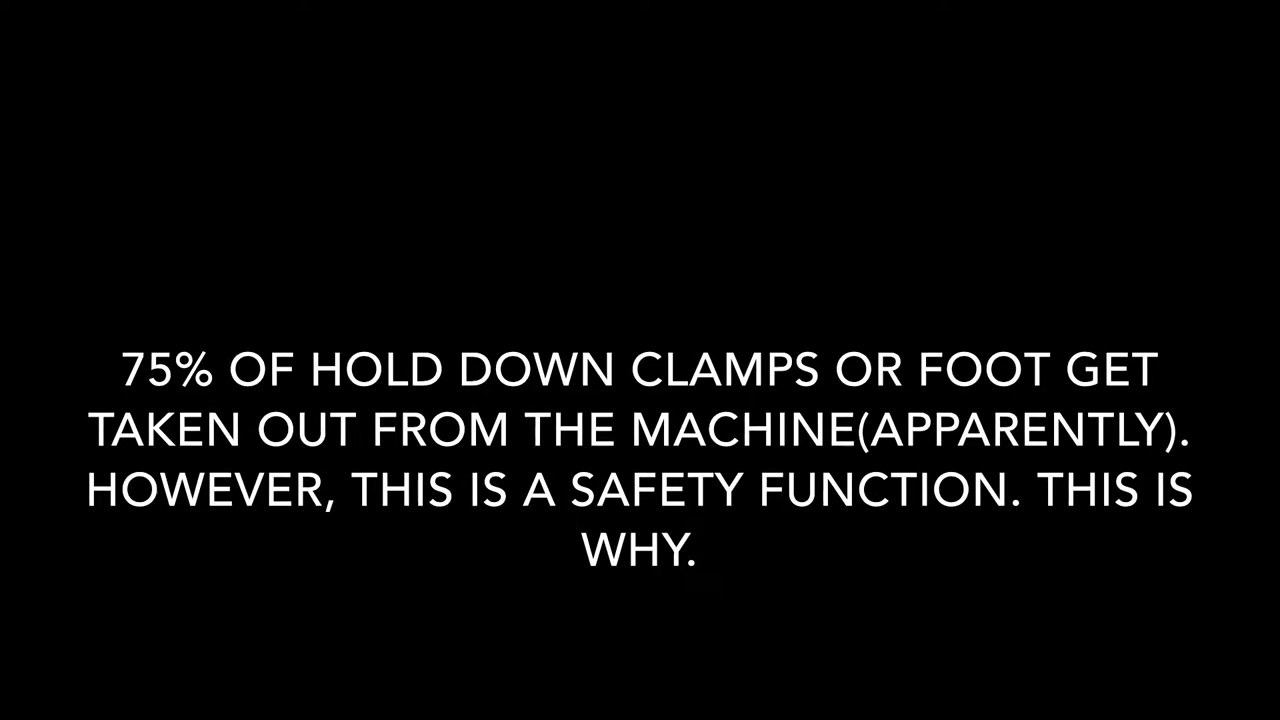 75% OF HOLD DOWN CLAMPS OR FOOT GET
TAKEN OUT FROM THE MACHINE(APPARENTLY).
HOWEVER, THIS IS A SAFETY FUNCTION. THIS IS
WHY.